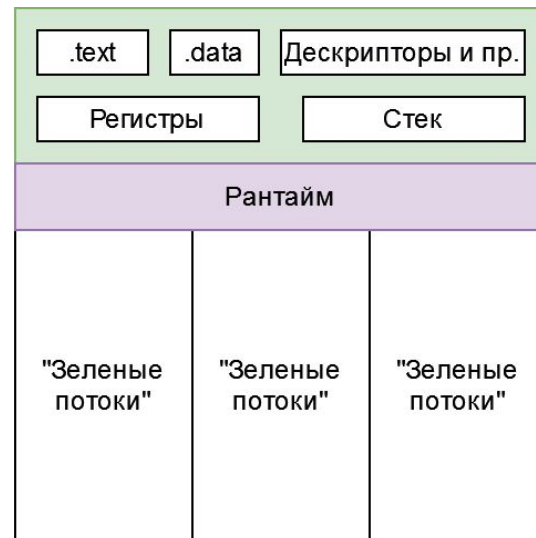 .text
.data
Дескрипторы и пр.
Регистры
Стек
Рантайм
"Зеленые
потоки"
"Зеленые
потоки"
"Зеленые
потоки"